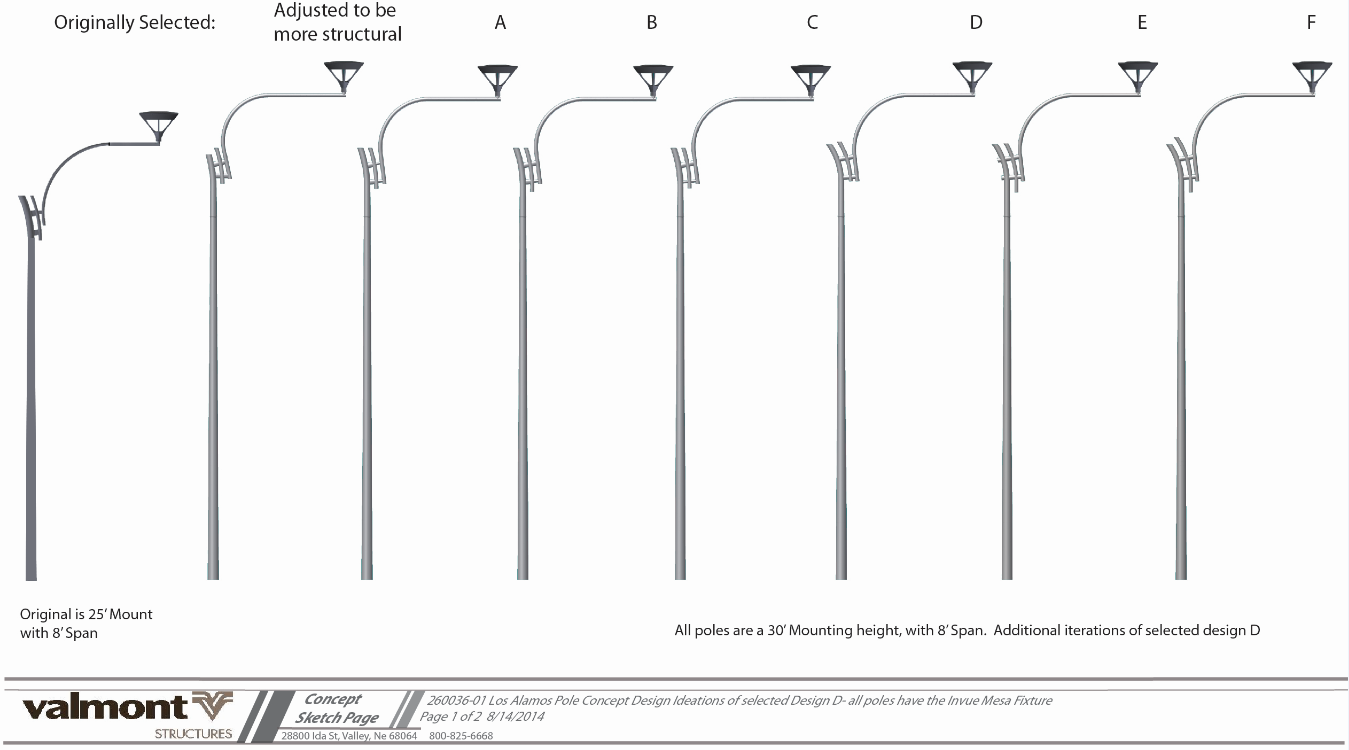 Originally Selected:
Adjusted to be
more structural
A
B
C
D
E
F
Original is 25' Mount
with 8' Span
All poles are a 30' Mounting height, with 8' Span.  Additional iterations of selected design D
valmont
STRUCTURES
Concept
Sketch Page
260036-01 Los Alamos Pole Concept Design Ideations of selected Design D- all poles have the Invue Mesa Fixture
Page 1 of 2  8/14/2014
28800 Ida St, Valley, Ne 68064    800-825-6668